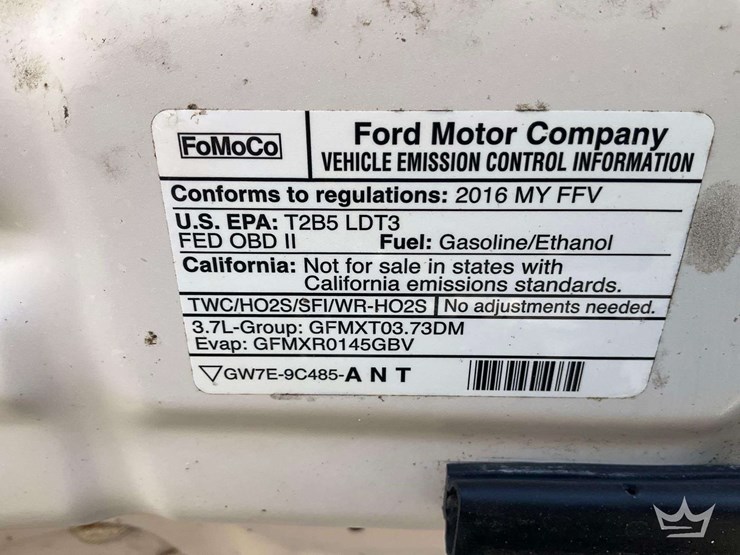 FoMoCo
Ford Motor Company
VEHICLE EMISSION CONTROL INFORMATION
Conforms to regulations: 2016 MY FFV
U.S. EPA: T2B5 LDT3
FED OBD II Fuel: Gasoline/Ethanol
California: Not for sale in states with
California emissions standards.
TWC/HO2S/SFI/WR-HO2S No adjustments needed.
3.7L-Group: GFMXT03.73DM
Evap: GFMXR0145GBV
GW7E-9C485-A N T